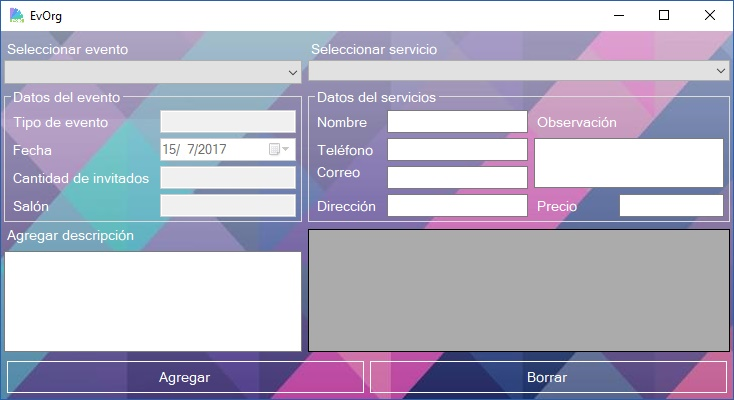 EvOrg
Seleccionar evento
Seleccionar servicio
Datos del evento
Tipo de evento
Fecha
15/ 7/2017
Cantidad de invitados
Salón
Datos del servicios
Nombre
Observación
Teléfono
Correo
Dirección
Precio
Agregar descripción
Agregar
Borrar